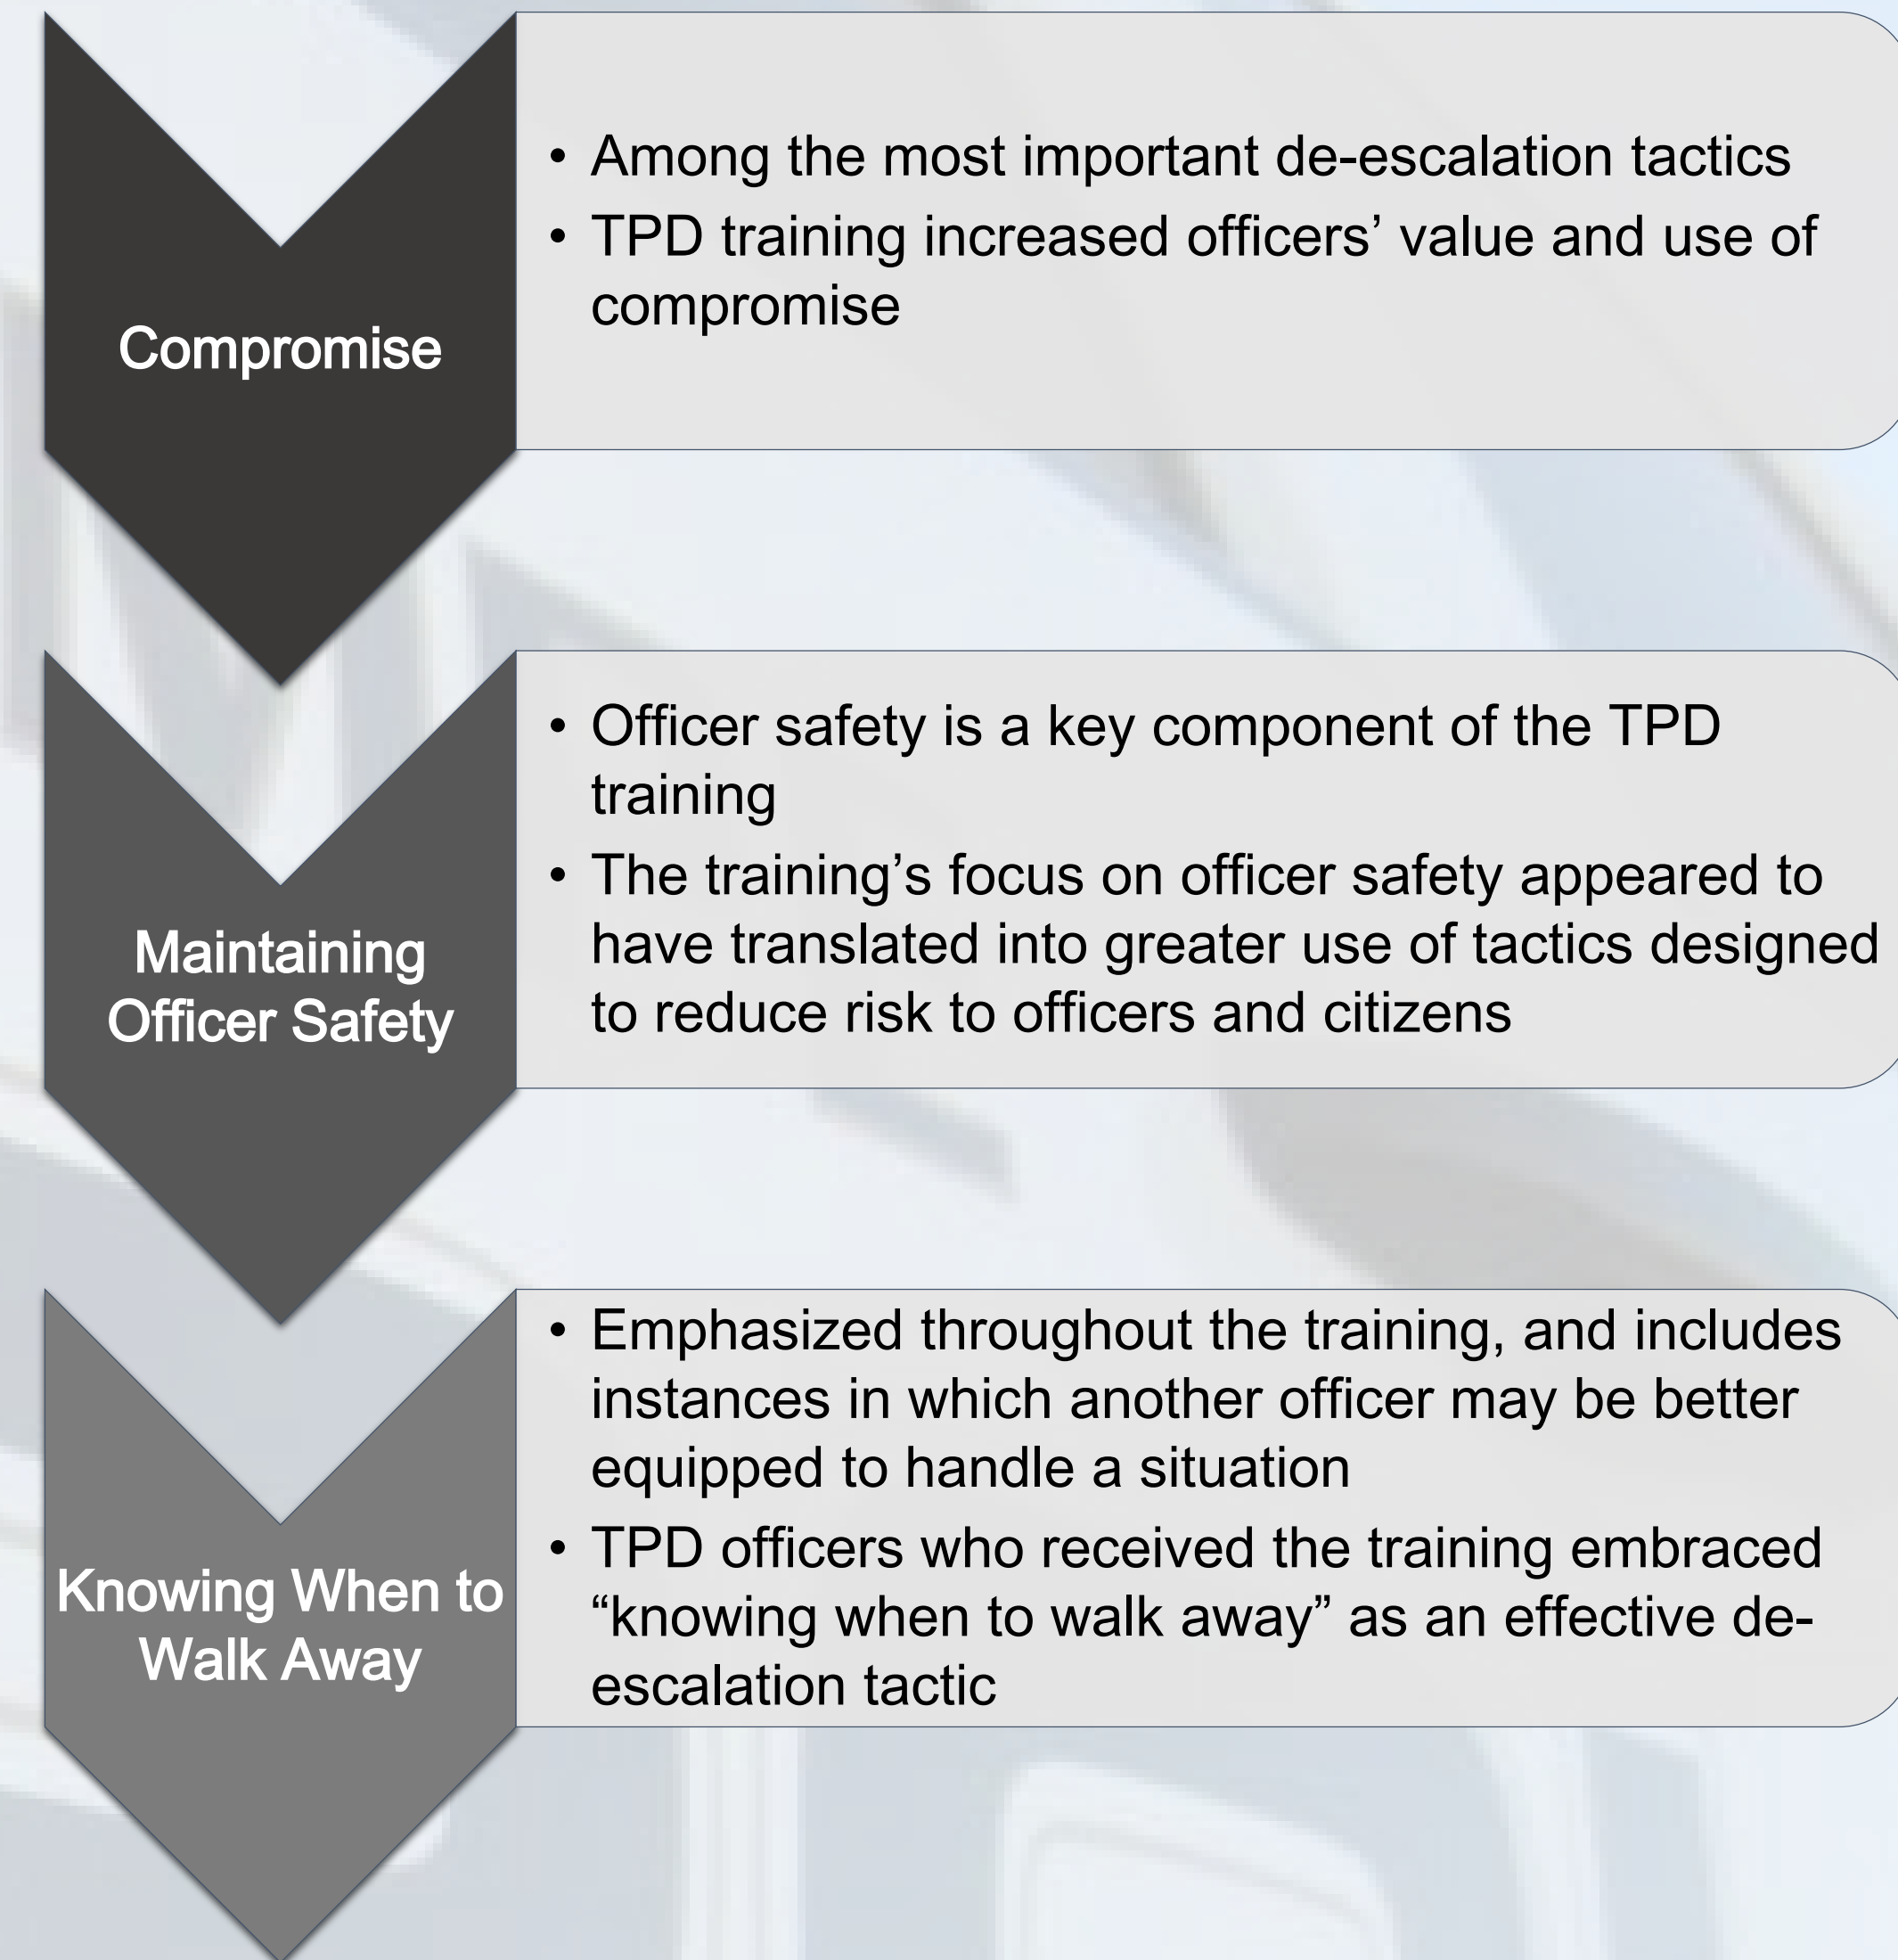 Compromise
• Among the most important de-escalation tactics
• TPD training increased officers’ value and use of
compromise
Maintaining
Officer Safety
• Officer safety is a key component of the TPD
training
• The training’s focus on officer safety appeared to
have translated into greater use of tactics designed
to reduce risk to officers and citizens
Knowing When to
Walk Away
• Emphasized throughout the training, and includes
instances in which another officer may be better
equipped to handle a situation
• TPD officers who received the training embraced
“knowing when to walk away” as an effective de-
escalation tactic